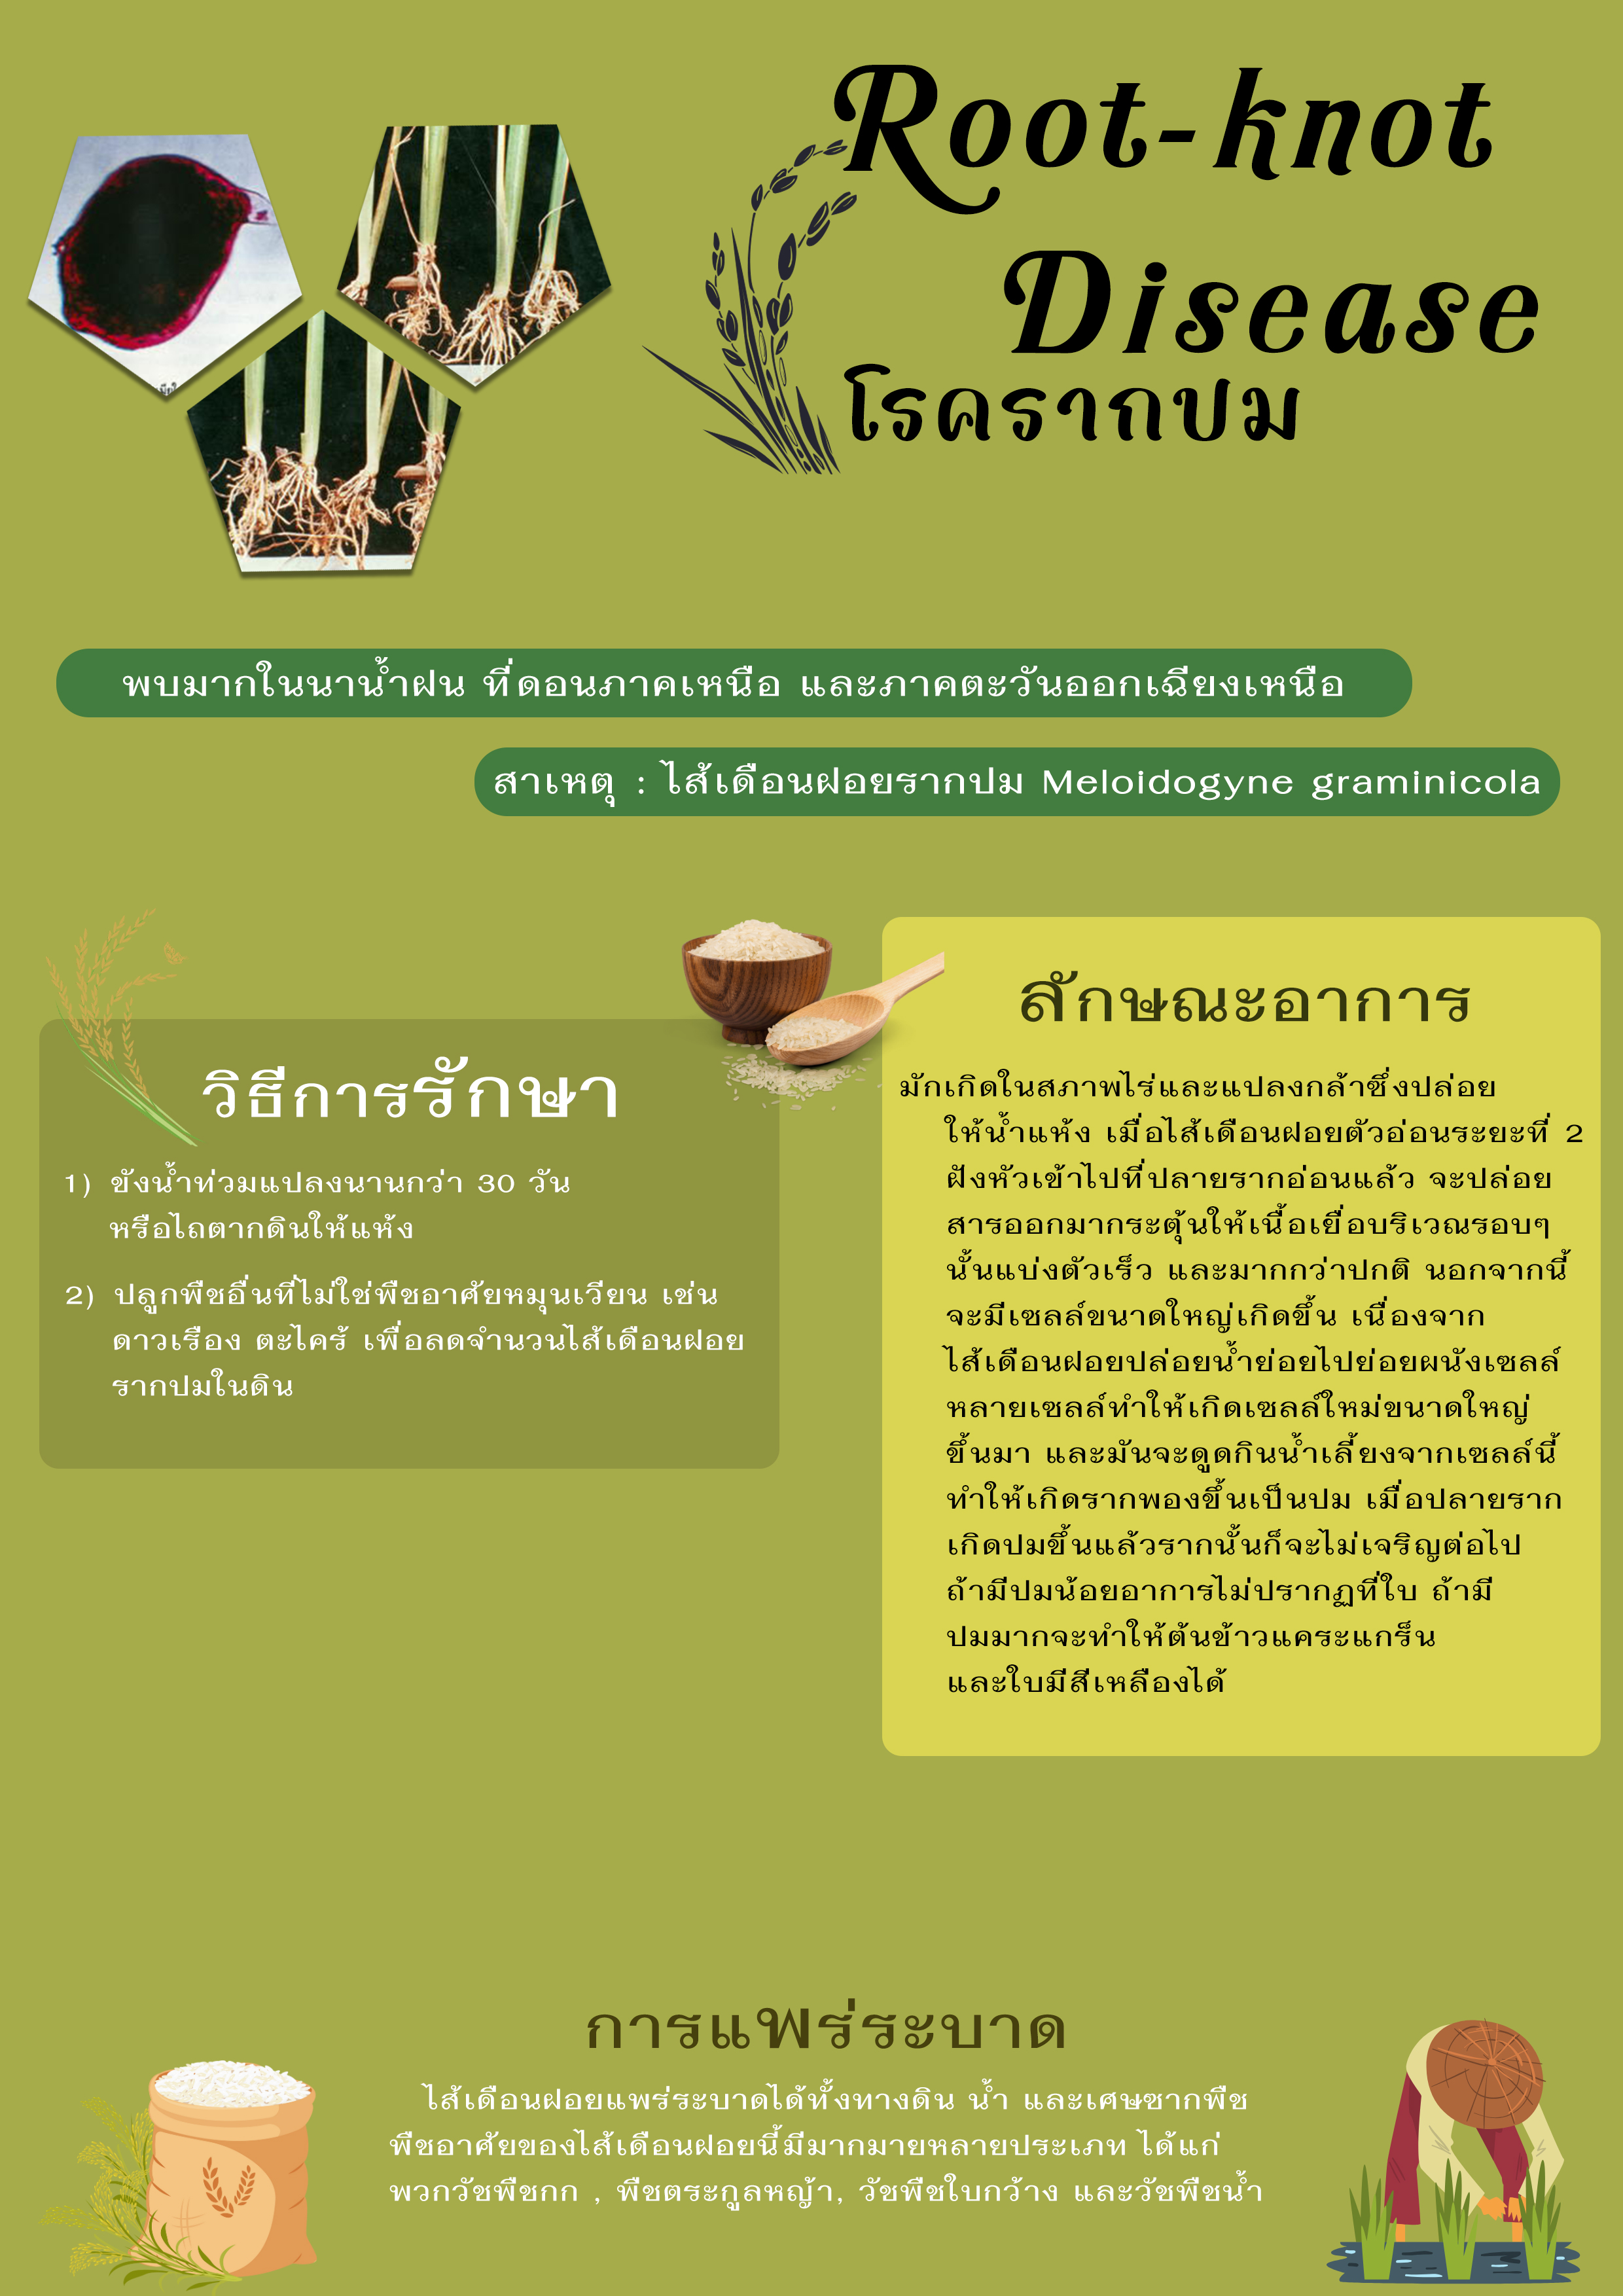 Root-knot
Disease
โรครากปม
พบมากในนาน้ำฝน ที่ดอนภาคเหนือ และภาคตะวันออกเฉียงเหนือ
สาเหตุ : ไส้เดือนฝอยรากปม Meloidogyne graminicola
วิธีการรักษา
1) ขังน้ำท่วมแปลงนานกว่า 30 วัน
หรือไถตากดินให้แห้ง
2) ปลูกพืชอื่นที่ไม่ใช่พืชอาศัยหมุนเวียน เช่น
ดาวเรือง ตะไคร้ เพื่อลดจำนวนไส้เดือนฝอย
รากปมในดิน
ลักษณะอาการ
มักเกิดในสภาพไร่และแปลงกล้าซึ่งปล่อย
ให้น้ำแห้ง เมื่อไส้เดือนฝอยตัวอ่อนระยะที่ 2
ฝังหัวเข้าไปที่ปลายรากอ่อนแล้ว จะปล่อย
สารออกมากระตุ้นให้เนื้อเยื่อบริเวณรอบๆ
นั้นแบ่งตัวเร็ว และมากกว่าปกติ นอกจากนี้
จะมีเซลล์ขนาดใหญ่เกิดขึ้น เนื่องจาก
ไส้เดือนฝอยปล่อยน้ำย่อยไปย่อยผนังเซลล์
หลายเซลล์ทำให้เกิดเซลล์ใหม่ขนาดใหญ่
ขึ้นมา และมันจะดูดกินน้ำเลี้ยงจากเซลล์นี้
ทำให้เกิดรากพองขึ้นเป็นปม เมื่อปลายราก
เกิดปมขึ้นแล้วรากนั้นก็จะไม่เจริญต่อไป
ถ้ามีปมน้อยอาการไม่ปรากฏที่ใบ ถ้ามี
ปมมากจะทำให้ต้นข้าวแคระแกร็น
และใบมีสีเหลืองได้
การแพร่ระบาด
ไส้เดือนฝอยแพร่ระบาดได้ทั้งทางดิน น้ำ และเศษซากพืช
พืชอาศัยของไส้เดือนฝอยนี้มีมากมายหลายประเภท ได้แก่
พวกวัชพืชกก , พืชตระกูลหญ้า, วัชพืชใบกว้าง และวัชพืชน้ำ